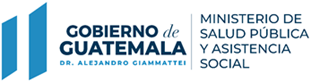 GOBIERNO de
GUATEMALA
DR. ALEJANDRO GIAMMATTEI
MINISTERIO DE
SALUD PÚBLICA
Y ASISTENCIA
SOCIAL